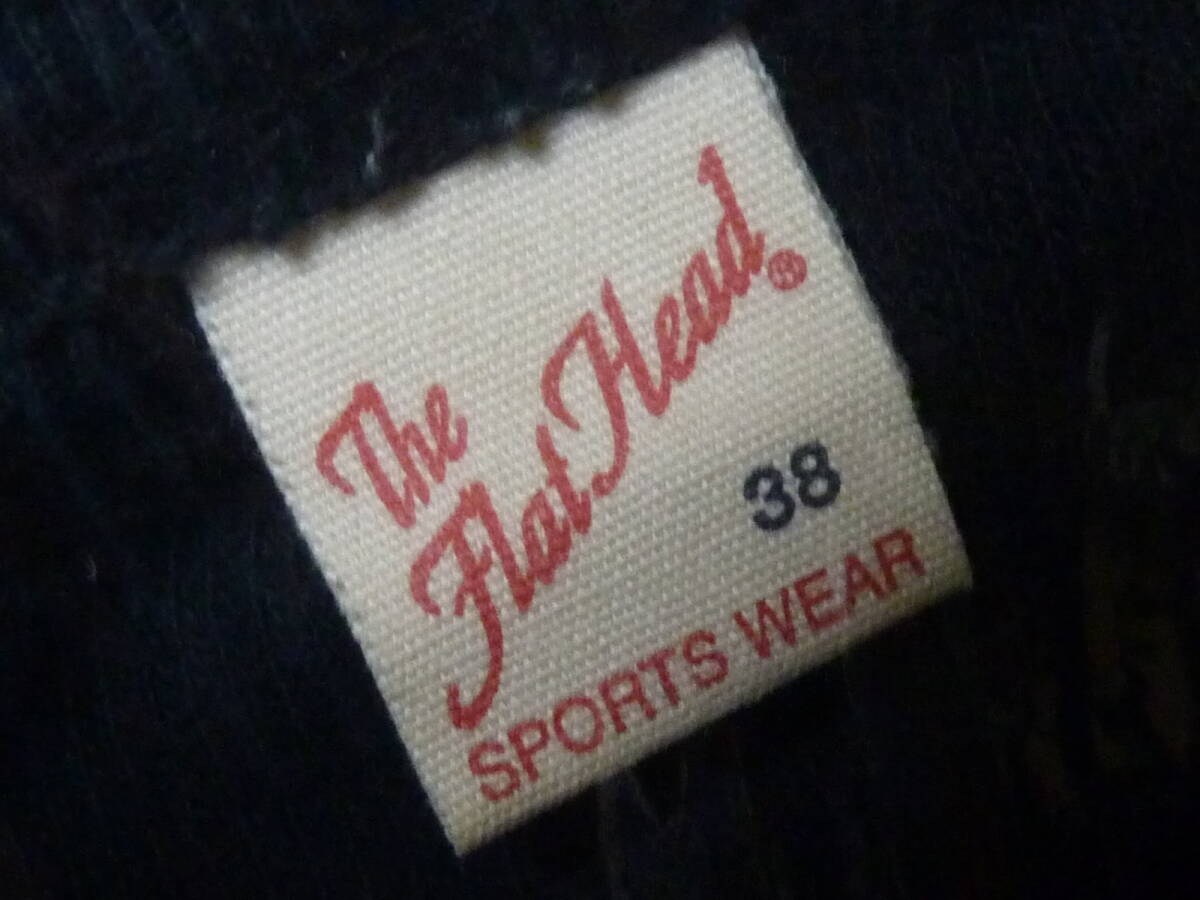 The
Flat Head®
38
SPORTS WEAR